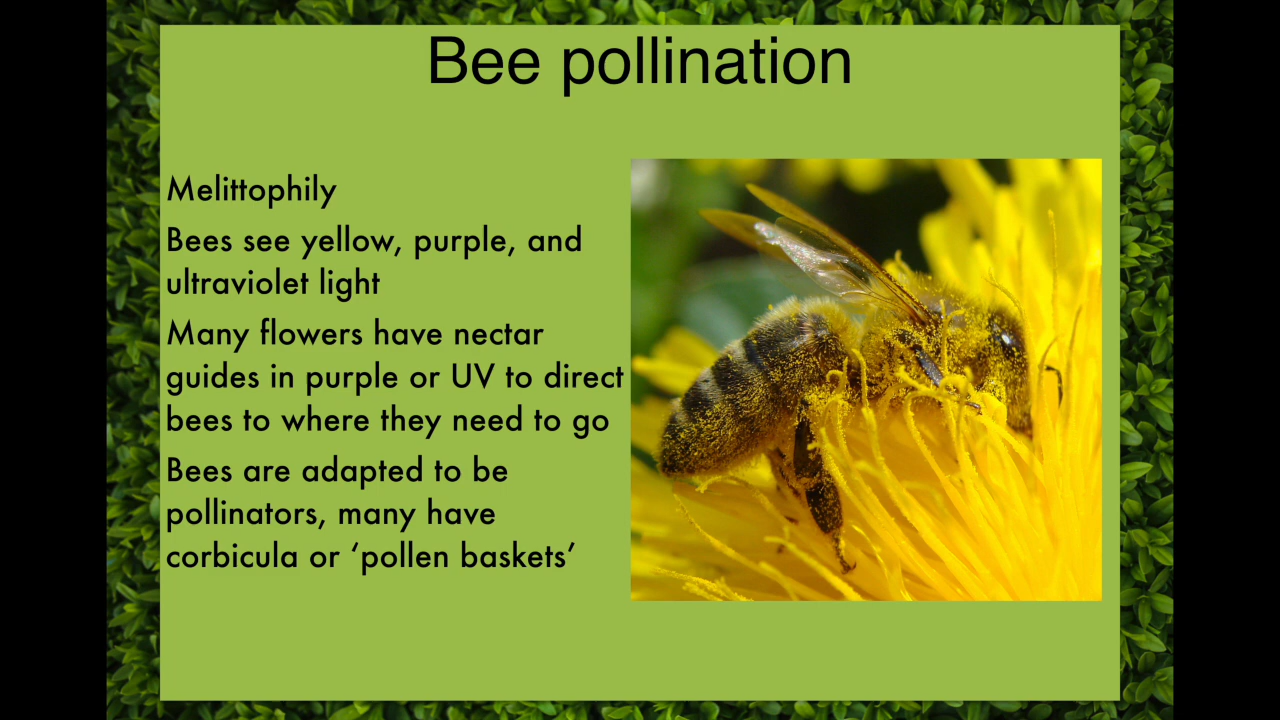 Bee pollination
Melittophily
Bees see yellow, purple, and
ultraviolet light
Many flowers have nectar
guides in purple or UV to direct
bees to where they need to go
Bees are adapted to be
pollinators, many have
corbicula or ‘pollen baskets’